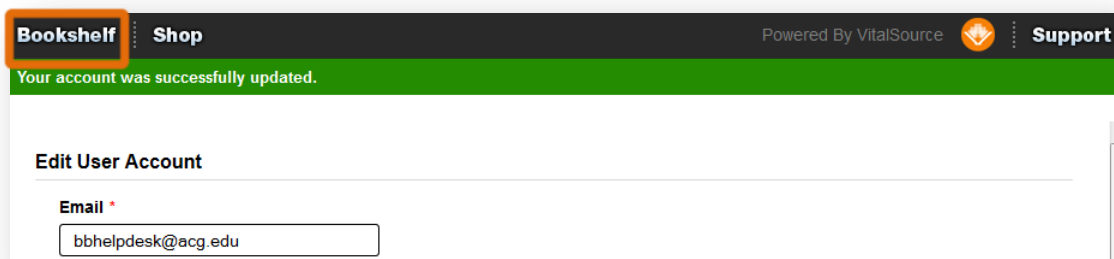 Bookshelf Shop Powered By VitalSource Support
Your account was successfully updated.
Edit User Account
Email *
bbhelpdesk@acg.edu